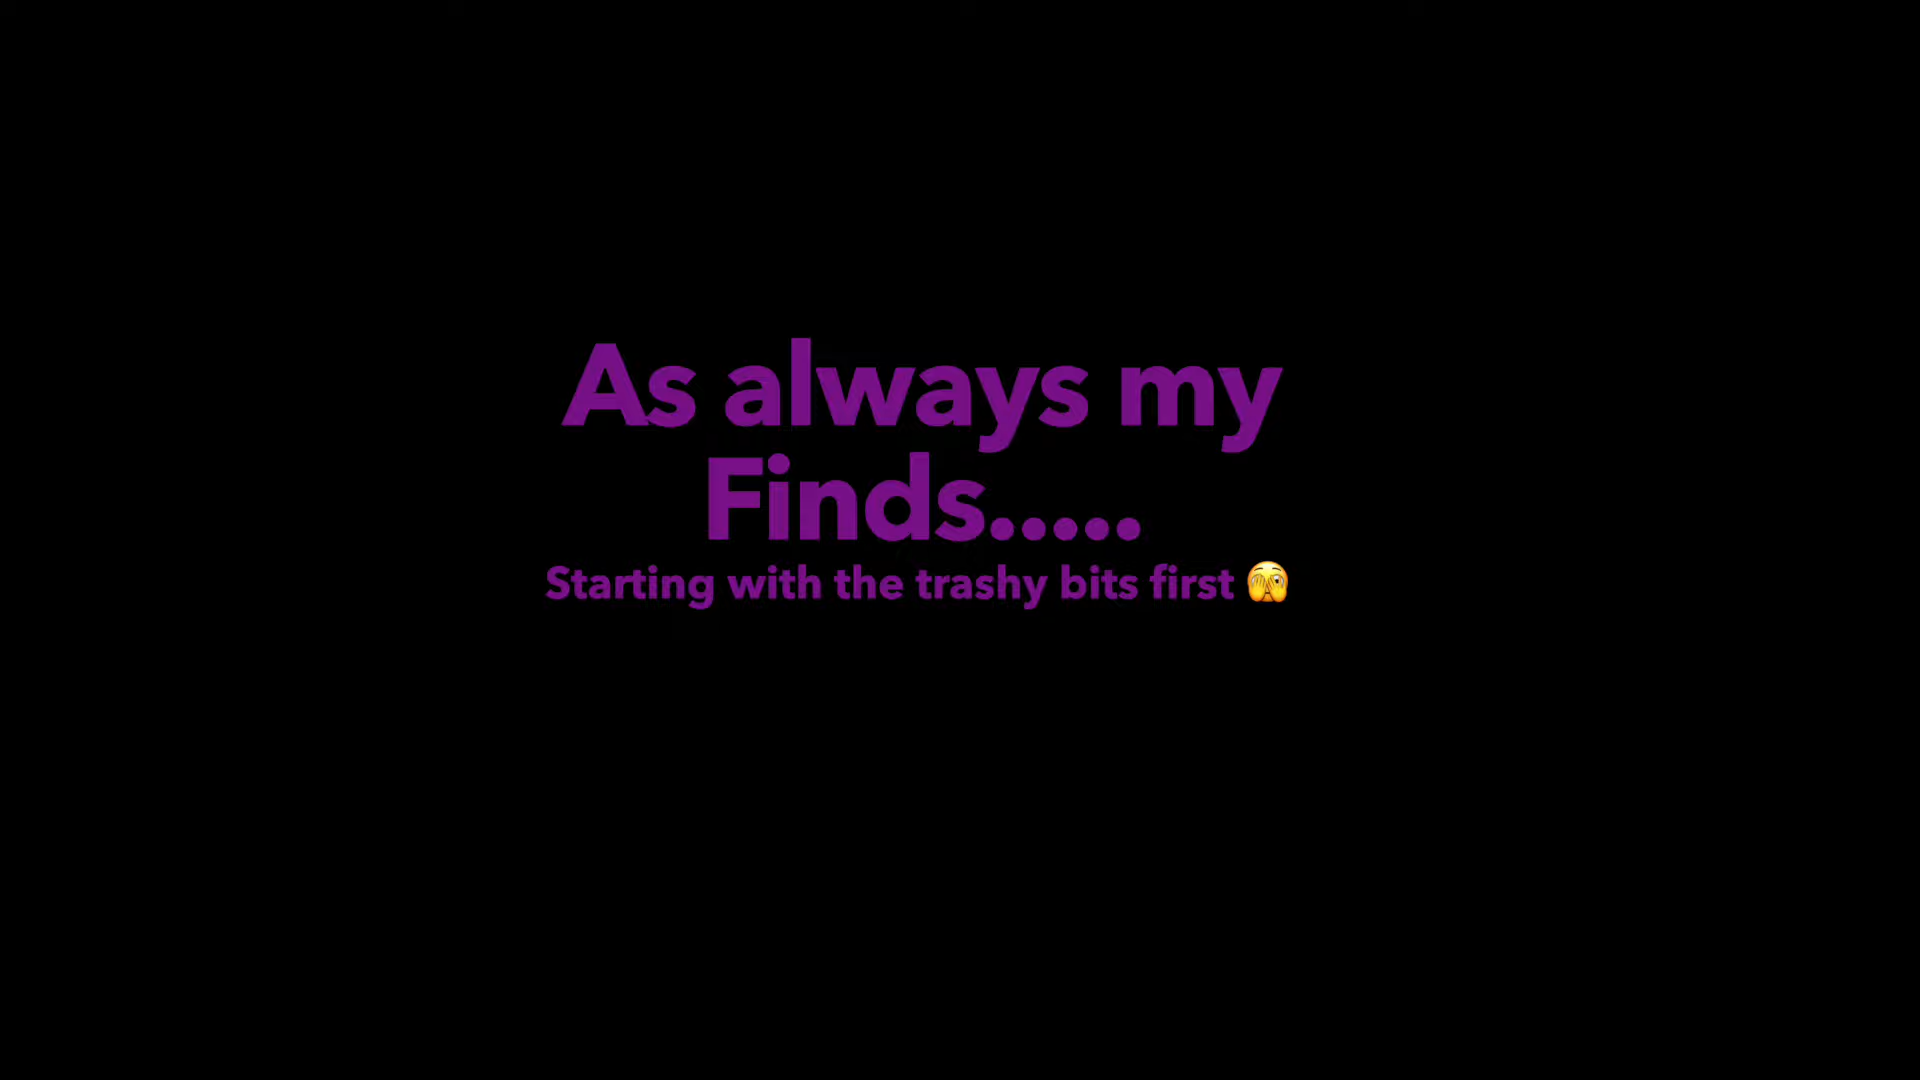 As always my
Finds.....
Starting with the trashy bits first 🫣